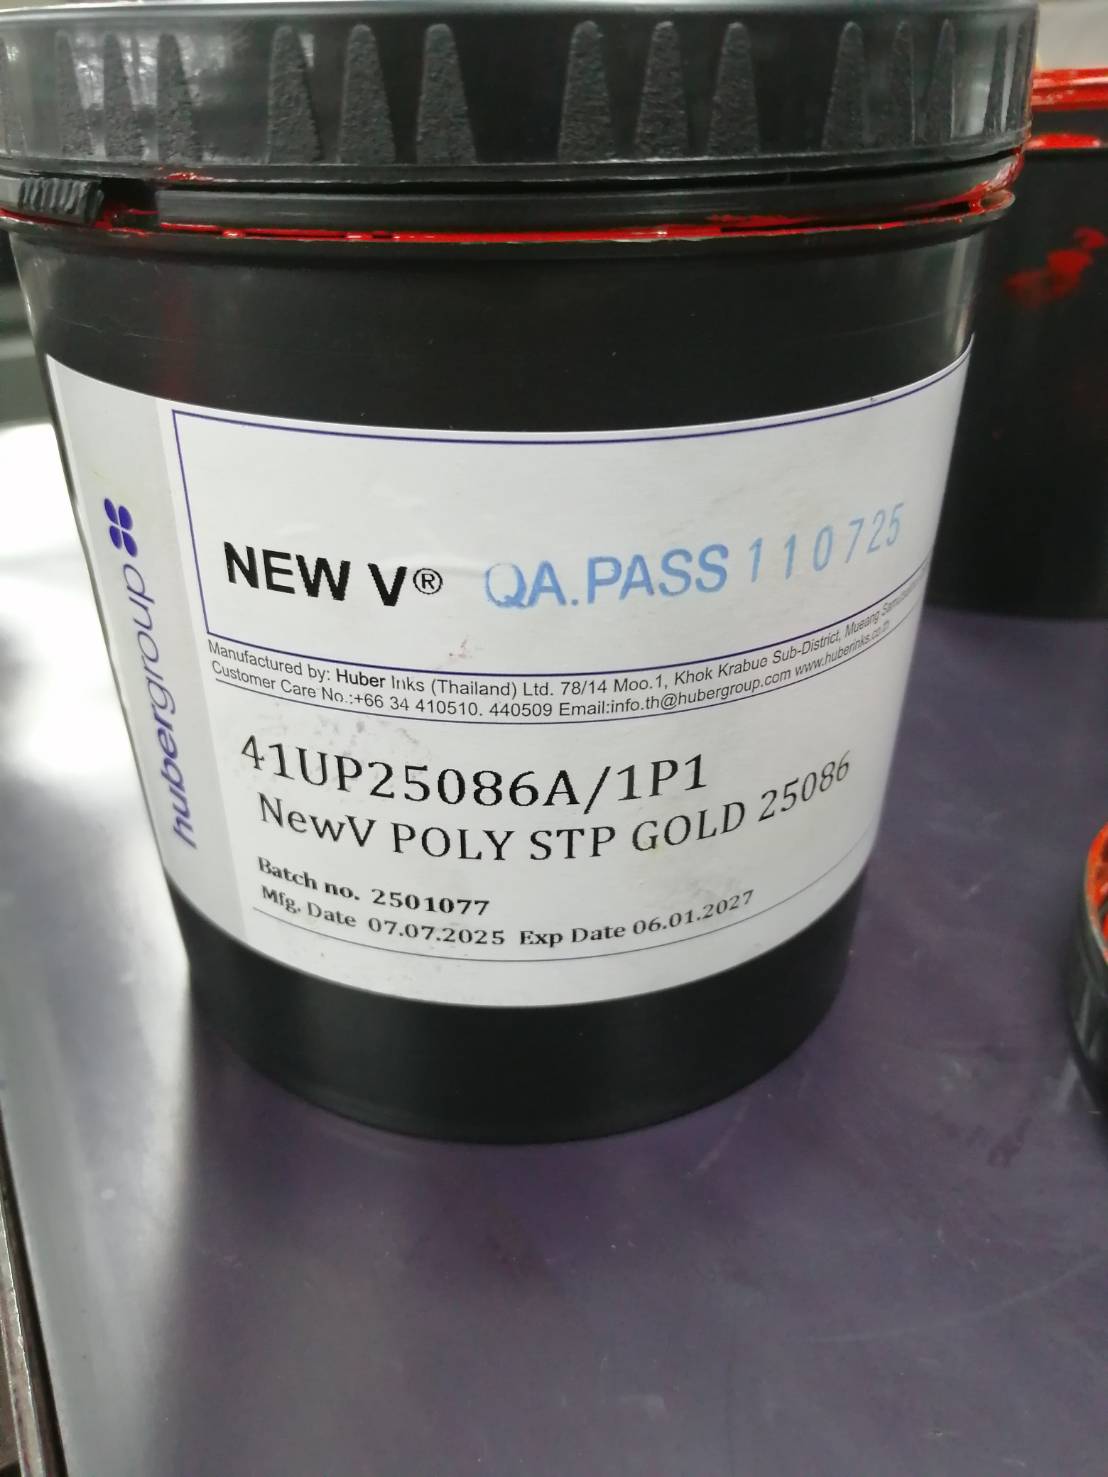 hubergroup
NEW V® QA.PASS 110725
Manufactured by: Huber Inks (Thailand) Ltd. 78/14 Moo.1, Khok Krabue Sub-District, Mueang
Customer Care No.:+66 34 410510. 440509 Email:info.th@hubergroup.com www.huberinks.co.th
41UP25086A/1P1
NewV POLY STP GOLD 25086
Batch no. 2501077
Mfg. Date 07.07.2025 Exp Date 06.01.2027